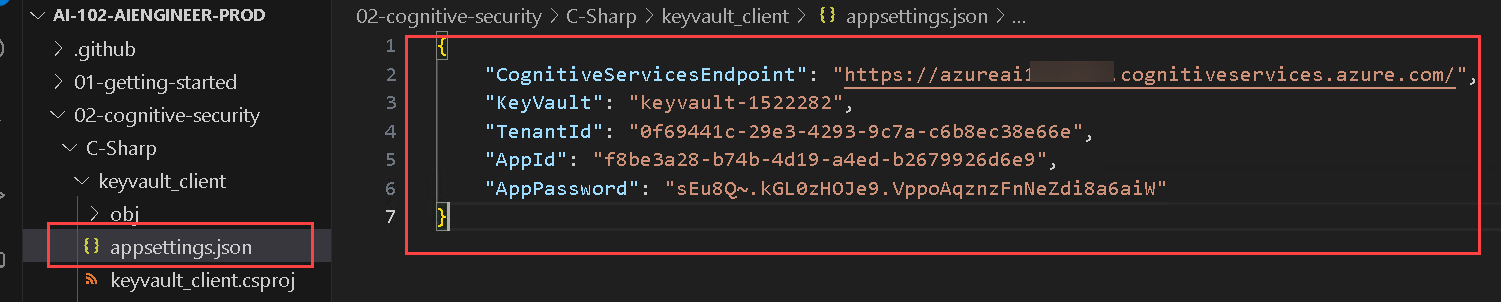 AI-102-AIENGINEER-PROD
.github
01-getting-started
02-cognitive-security
C-Sharp
keyvault_client
obj
appsettings.json
keyvault_client.csproj
02-cognitive-security > C-Sharp > keyvault_client > {} appsettings.json > ...
1 {
2 "CognitiveServicesEndpoint": "https://azureai1 .cognitiveservices.azure.com/",
3 "KeyVault": "keyvault-1522282",
4 "TenantId": "0f69441c-29e3-4293-9c7a-c6b8ec38e66e",
5 "AppId": "f8be3a28-b74b-4d19-a4ed-b2679926d6e9",
6 "AppPassword": "sEu8Q~.kGL0zHOJe9.VppoAqznzFnNeZdi8a6aiW"
7 }